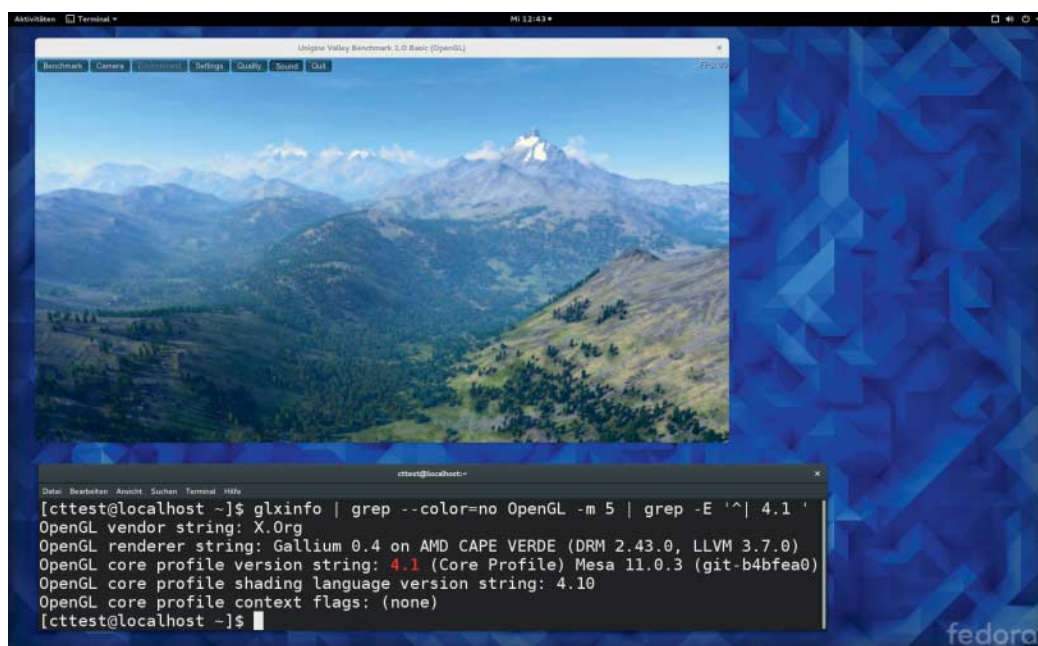 Aktivitäten Terminal
Mi 12:43
Unigine Valley Benchmark 1.0 Basic (OpenGL)
Benchmark Camera Environment Settings Quality Sound Quit
cttest@localhost:~
Datei Bearbeiten Ansicht Suchen Terminal Hilfe
[cttest@localhost ~]$ glxinfo | grep --color=no OpenGL -m 5 | grep -E '^| 4.1 '
OpenGL vendor string: X.Org
OpenGL renderer string: Gallium 0.4 on AMD CAPE VERDE (DRM 2.43.0, LLVM 3.7.0)
OpenGL core profile version string: 4.1 (Core Profile) Mesa 11.0.3 (git-b4bfea0)
OpenGL core profile shading language version string: 4.10
OpenGL core profile context flags: (none)
[cttest@localhost ~]$
fedora